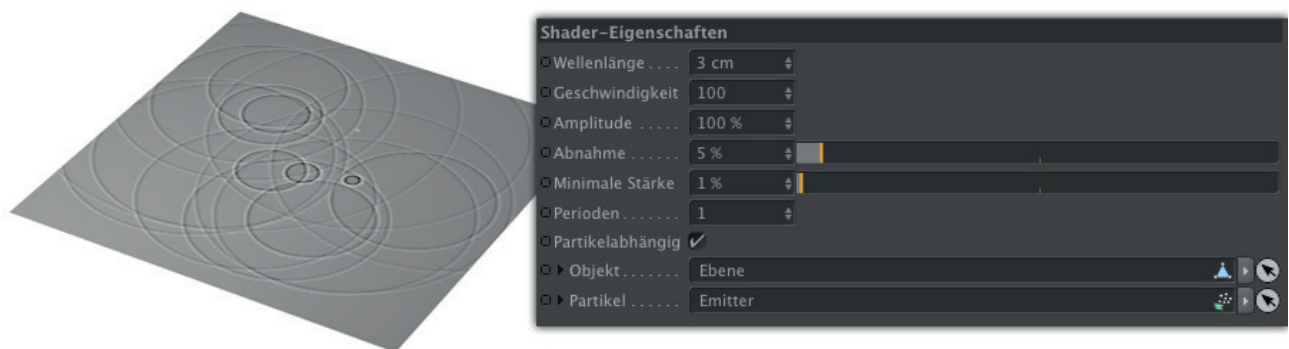 Shader-Eigenschaften
Wellenlänge . . . . 3 cm
Geschwindigkeit 100
Amplitude . . . . . 100 %
Abnahme . . . . . . 5 %
Minimale Stärke 1 %
Perioden . . . . . . . 1
Partikelabhängig
Objekt . . . . . . . Ebene
Partikel . . . . . . Emitter